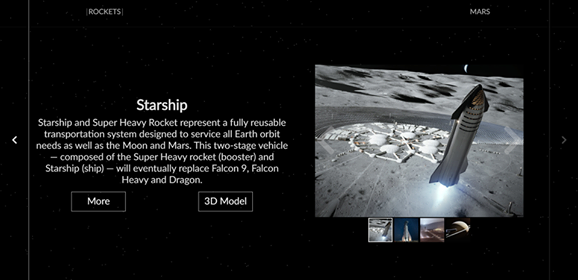 |ROCKETS|
MARS
Starship
Starship and Super Heavy Rocket represent a fully reusable
transportation system designed to service all Earth orbit
needs as well as the Moon and Mars. This two-stage vehicle
— composed of the Super Heavy rocket (booster) and
Starship (ship) — will eventually replace Falcon 9, Falcon
Heavy and Dragon.
More
3D Model